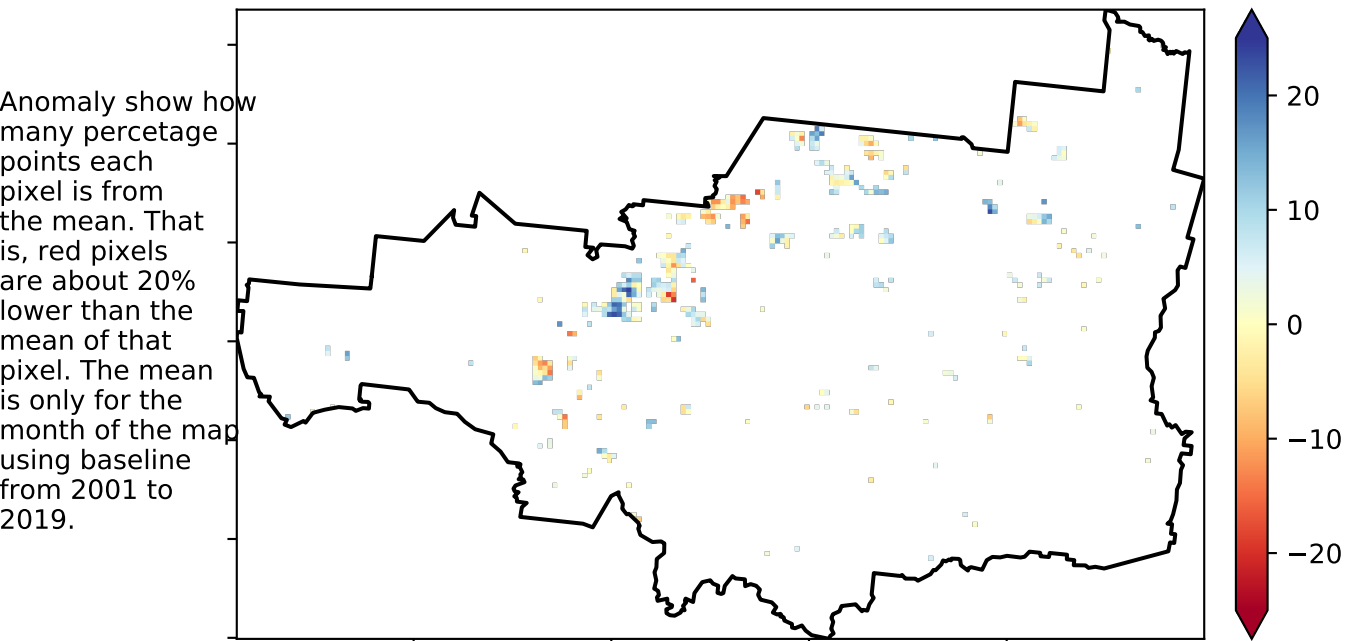 Anomaly show how
many percetage
points each
pixel is from
the mean. That
is, red pixels
are about 20%
lower than the
mean of that
pixel. The mean
is only for the
month of the map
using baseline
from 2001 to
2019.
20
10
0
−10
−20